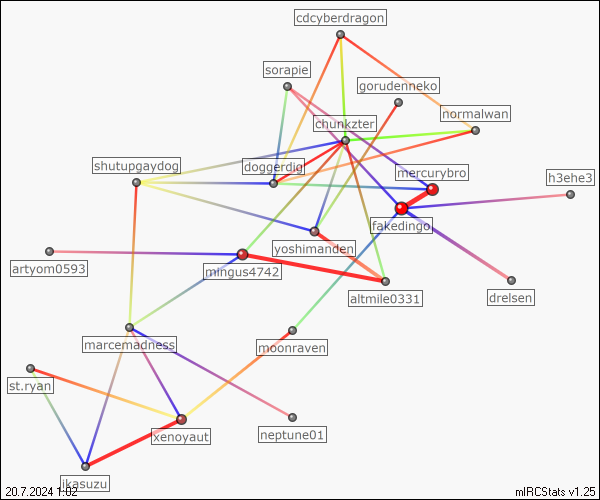 cdcyberdragon
sorapie
gorudenneko
normalwan
chunkzter
shutupgaydog
doggerdig
mercurybro
h3ehe3
fakedingo
yoshimanden
artyom0593
mingus4742
altmile0331
drelsen
marcemadness
moonraven
st.ryan
xenoyaut
neptune01
ikasuzu
20.7.2024 1:02
mIRCStats v1.25